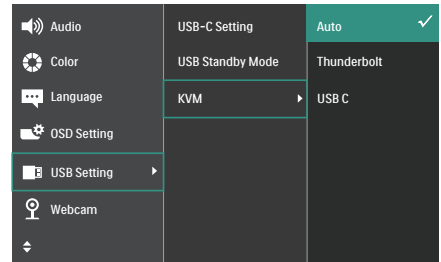 Audio
Color
Language
OSD Setting
USB Setting
Webcam
USB-C Setting
USB Standby Mode
KVM
Auto
Thunderbolt
USB C